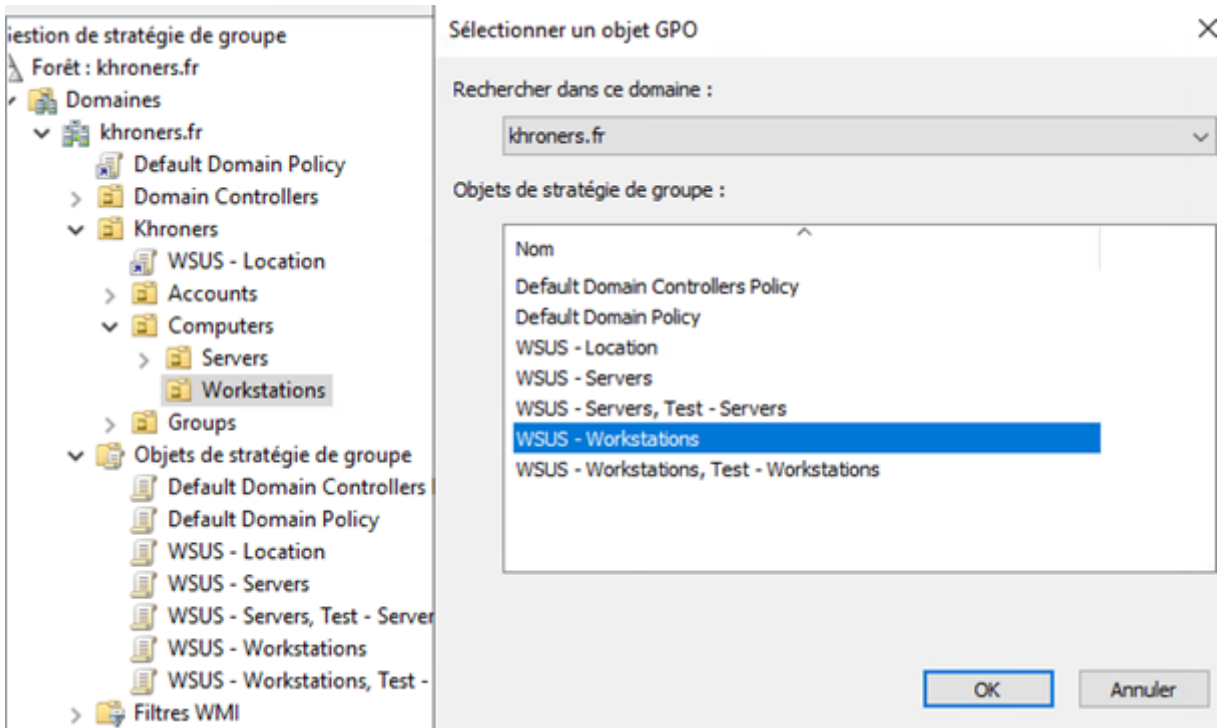 estion de stratégie de groupe
Forêt : khroners.fr
Domaines
khroners.fr
Default Domain Policy
Domain Controllers
Khroners
WSUS - Location
Accounts
Computers
Servers
Workstations
Groups
Objets de stratégie de groupe
Default Domain Controllers
Default Domain Policy
WSUS - Location
WSUS - Servers
WSUS - Servers, Test - Server
WSUS - Workstations
WSUS - Workstations, Test -
Filtres WMI
Sélectionner un objet GPO
Rechercher dans ce domaine :
khroners.fr
Objets de stratégie de groupe :
Nom
Default Domain Controllers Policy
Default Domain Policy
WSUS - Location
WSUS - Servers
WSUS - Servers, Test - Servers
WSUS - Workstations
WSUS - Workstations, Test - Workstations
OK
Annuler